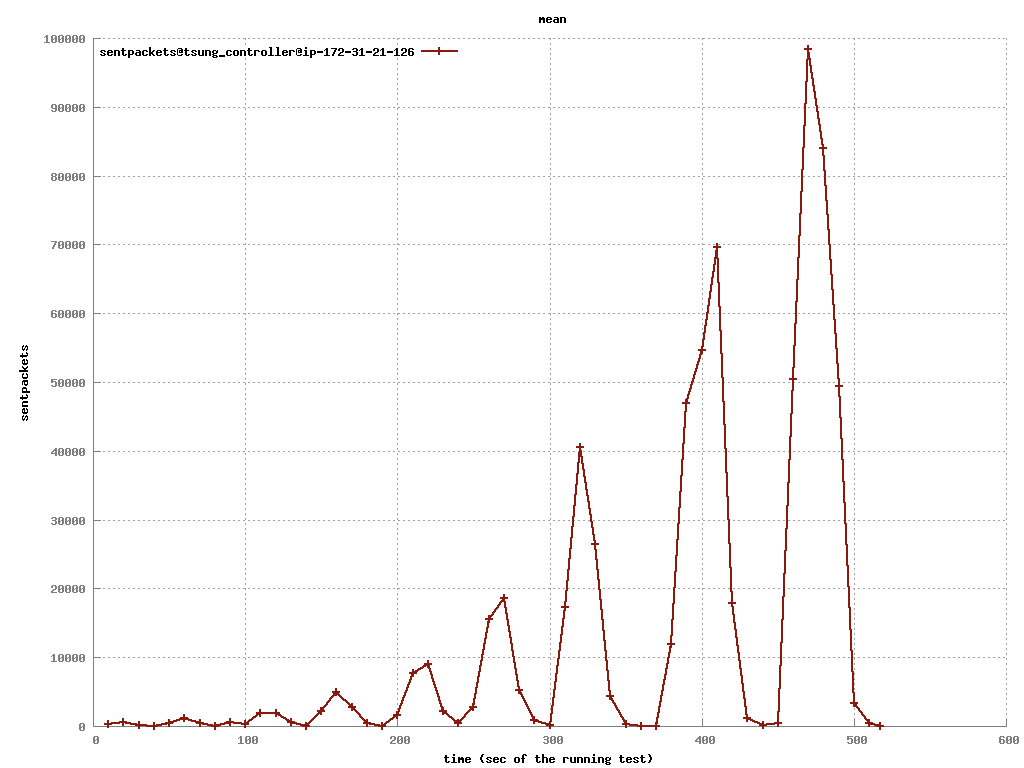 mean
sentpackets@tsung_controller@ip-172-31-21-126
100000
90000
80000
70000
60000
50000
40000
30000
20000
10000
0
sentpackets
0 100 200 300 400 500 600
time (sec of the running test)